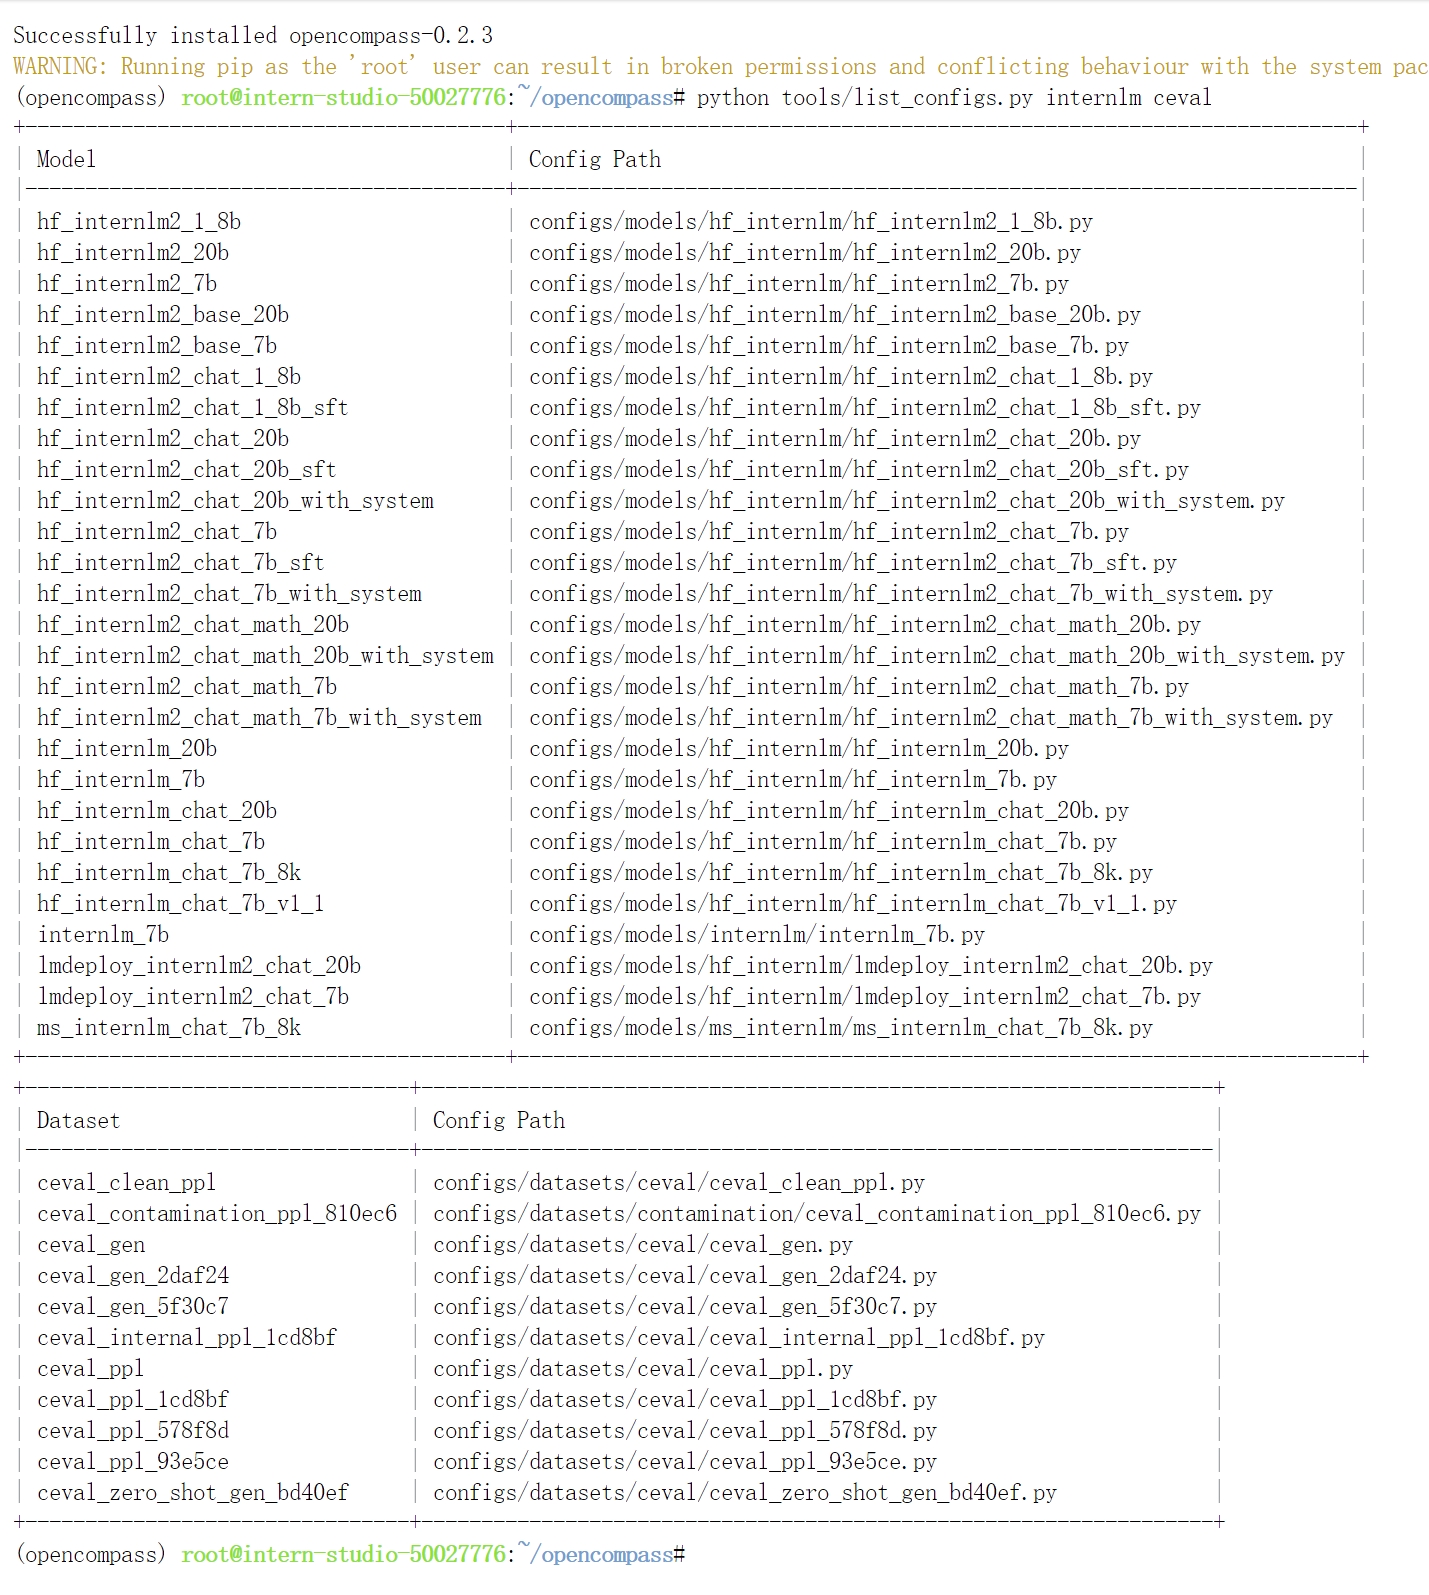 Successfully installed opencompass-0.2.3
WARNING: Running pip as the 'root' user can result in broken permissions and conflicting behaviour with the system pac
(opencompass) root@intern-studio-50027776:~/opencompass# python tools/list_configs.py internlm ceval
+----------------------------------------+----------------------------------------------------------------------+
| Model                                  | Config Path                                                          |
|----------------------------------------+----------------------------------------------------------------------|
| hf_internlm2_1_8b                      | configs/models/hf_internlm/hf_internlm2_1_8b.py                      |
| hf_internlm2_20b                       | configs/models/hf_internlm/hf_internlm2_20b.py                       |
| hf_internlm2_7b                        | configs/models/hf_internlm/hf_internlm2_7b.py                        |
| hf_internlm2_base_20b                  | configs/models/hf_internlm/hf_internlm2_base_20b.py                  |
| hf_internlm2_base_7b                   | configs/models/hf_internlm/hf_internlm2_base_7b.py                   |
| hf_internlm2_chat_1_8b                 | configs/models/hf_internlm/hf_internlm2_chat_1_8b.py                 |
| hf_internlm2_chat_1_8b_sft             | configs/models/hf_internlm/hf_internlm2_chat_1_8b_sft.py             |
| hf_internlm2_chat_20b                  | configs/models/hf_internlm/hf_internlm2_chat_20b.py                  |
| hf_internlm2_chat_20b_sft              | configs/models/hf_internlm/hf_internlm2_chat_20b_sft.py              |
| hf_internlm2_chat_20b_with_system      | configs/models/hf_internlm/hf_internlm2_chat_20b_with_system.py      |
| hf_internlm2_chat_7b                   | configs/models/hf_internlm/hf_internlm2_chat_7b.py                   |
| hf_internlm2_chat_7b_sft               | configs/models/hf_internlm/hf_internlm2_chat_7b_sft.py               |
| hf_internlm2_chat_7b_with_system       | configs/models/hf_internlm/hf_internlm2_chat_7b_with_system.py       |
| hf_internlm2_chat_math_20b             | configs/models/hf_internlm/hf_internlm2_chat_math_20b.py             |
| hf_internlm2_chat_math_20b_with_system | configs/models/hf_internlm/hf_internlm2_chat_math_20b_with_system.py |
| hf_internlm2_chat_math_7b              | configs/models/hf_internlm/hf_internlm2_chat_math_7b.py              |
| hf_internlm2_chat_math_7b_with_system  | configs/models/hf_internlm/hf_internlm2_chat_math_7b_with_system.py  |
| hf_internlm_20b                        | configs/models/hf_internlm/hf_internlm_20b.py                        |
| hf_internlm_7b                         | configs/models/hf_internlm/hf_internlm_7b.py                         |
| hf_internlm_chat_20b                   | configs/models/hf_internlm/hf_internlm_chat_20b.py                   |
| hf_internlm_chat_7b                    | configs/models/hf_internlm/hf_internlm_chat_7b.py                    |
| hf_internlm_chat_7b_8k                 | configs/models/hf_internlm/hf_internlm_chat_7b_8k.py                 |
| hf_internlm_chat_7b_v1_1               | configs/models/hf_internlm/hf_internlm_chat_7b_v1_1.py               |
| internlm_7b                            | configs/models/internlm/internlm_7b.py                               |
| lmdeploy_internlm2_chat_20b            | configs/models/hf_internlm/lmdeploy_internlm2_chat_20b.py            |
| lmdeploy_internlm2_chat_7b             | configs/models/hf_internlm/lmdeploy_internlm2_chat_7b.py             |
| ms_internlm_chat_7b_8k                 | configs/models/ms_internlm/ms_internlm_chat_7b_8k.py                 |
+----------------------------------------+----------------------------------------------------------------------+
+--------------------------------+------------------------------------------------------------------+
| Dataset                        | Config Path                                                      |
|--------------------------------+------------------------------------------------------------------|
| ceval_clean_ppl                | configs/datasets/ceval/ceval_clean_ppl.py                        |
| ceval_contamination_ppl_810ec6 | configs/datasets/contamination/ceval_contamination_ppl_810ec6.py |
| ceval_gen                      | configs/datasets/ceval/ceval_gen.py                              |
| ceval_gen_2daf24               | configs/datasets/ceval/ceval_gen_2daf24.py                       |
| ceval_gen_5f30c7               | configs/datasets/ceval/ceval_gen_5f30c7.py                       |
| ceval_internal_ppl_1cd8bf      | configs/datasets/ceval/ceval_internal_ppl_1cd8bf.py              |
| ceval_ppl                      | configs/datasets/ceval/ceval_ppl.py                              |
| ceval_ppl_1cd8bf               | configs/datasets/ceval/ceval_ppl_1cd8bf.py                       |
| ceval_ppl_578f8d               | configs/datasets/ceval/ceval_ppl_578f8d.py                       |
| ceval_ppl_93e5ce               | configs/datasets/ceval/ceval_ppl_93e5ce.py                       |
| ceval_zero_shot_gen_bd40ef     | configs/datasets/ceval/ceval_zero_shot_gen_bd40ef.py             |
+--------------------------------+------------------------------------------------------------------+
(opencompass) root@intern-studio-50027776:~/opencompass#